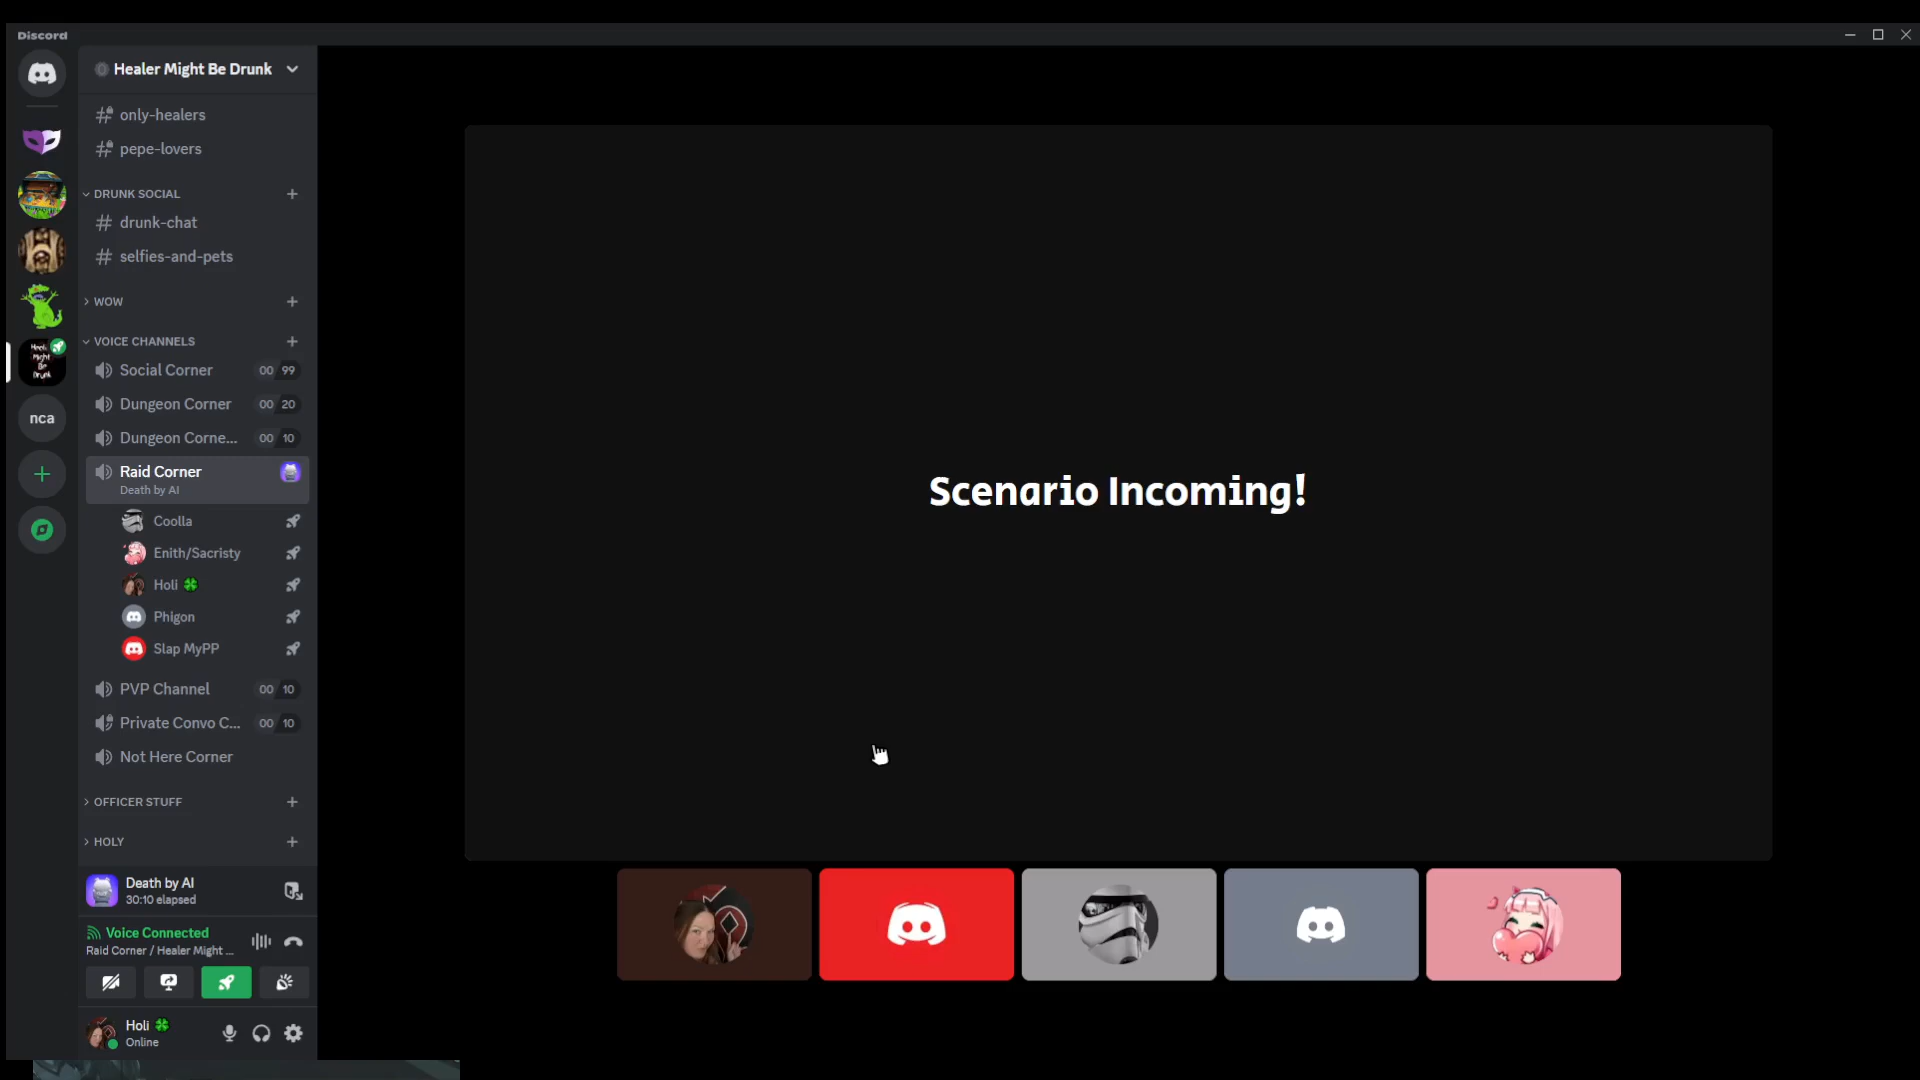 Discord
Healer Might Be Drunk
only-healers
pepe-lovers
DRUNK SOCIAL
drunk-chat
selfies-and-pets
WOW
VOICE CHANNELS
Social Corner 00 99
Dungeon Corner 00 20
Dungeon Corne... 00 10
Raid Corner
Death by AI
Coolla
Enith/Sacristy
Holi
Phigon
Slap MyPP
PVP Channel 00 10
Private Convo C... 00 10
Not Here Corner
OFFICER STUFF
HOLY
Death by AI
30:10 elapsed
Voice Connected
Raid Corner / Healer Might ...
Holi
Online
nca
Might
Be
Drunk
Scenario Incoming!